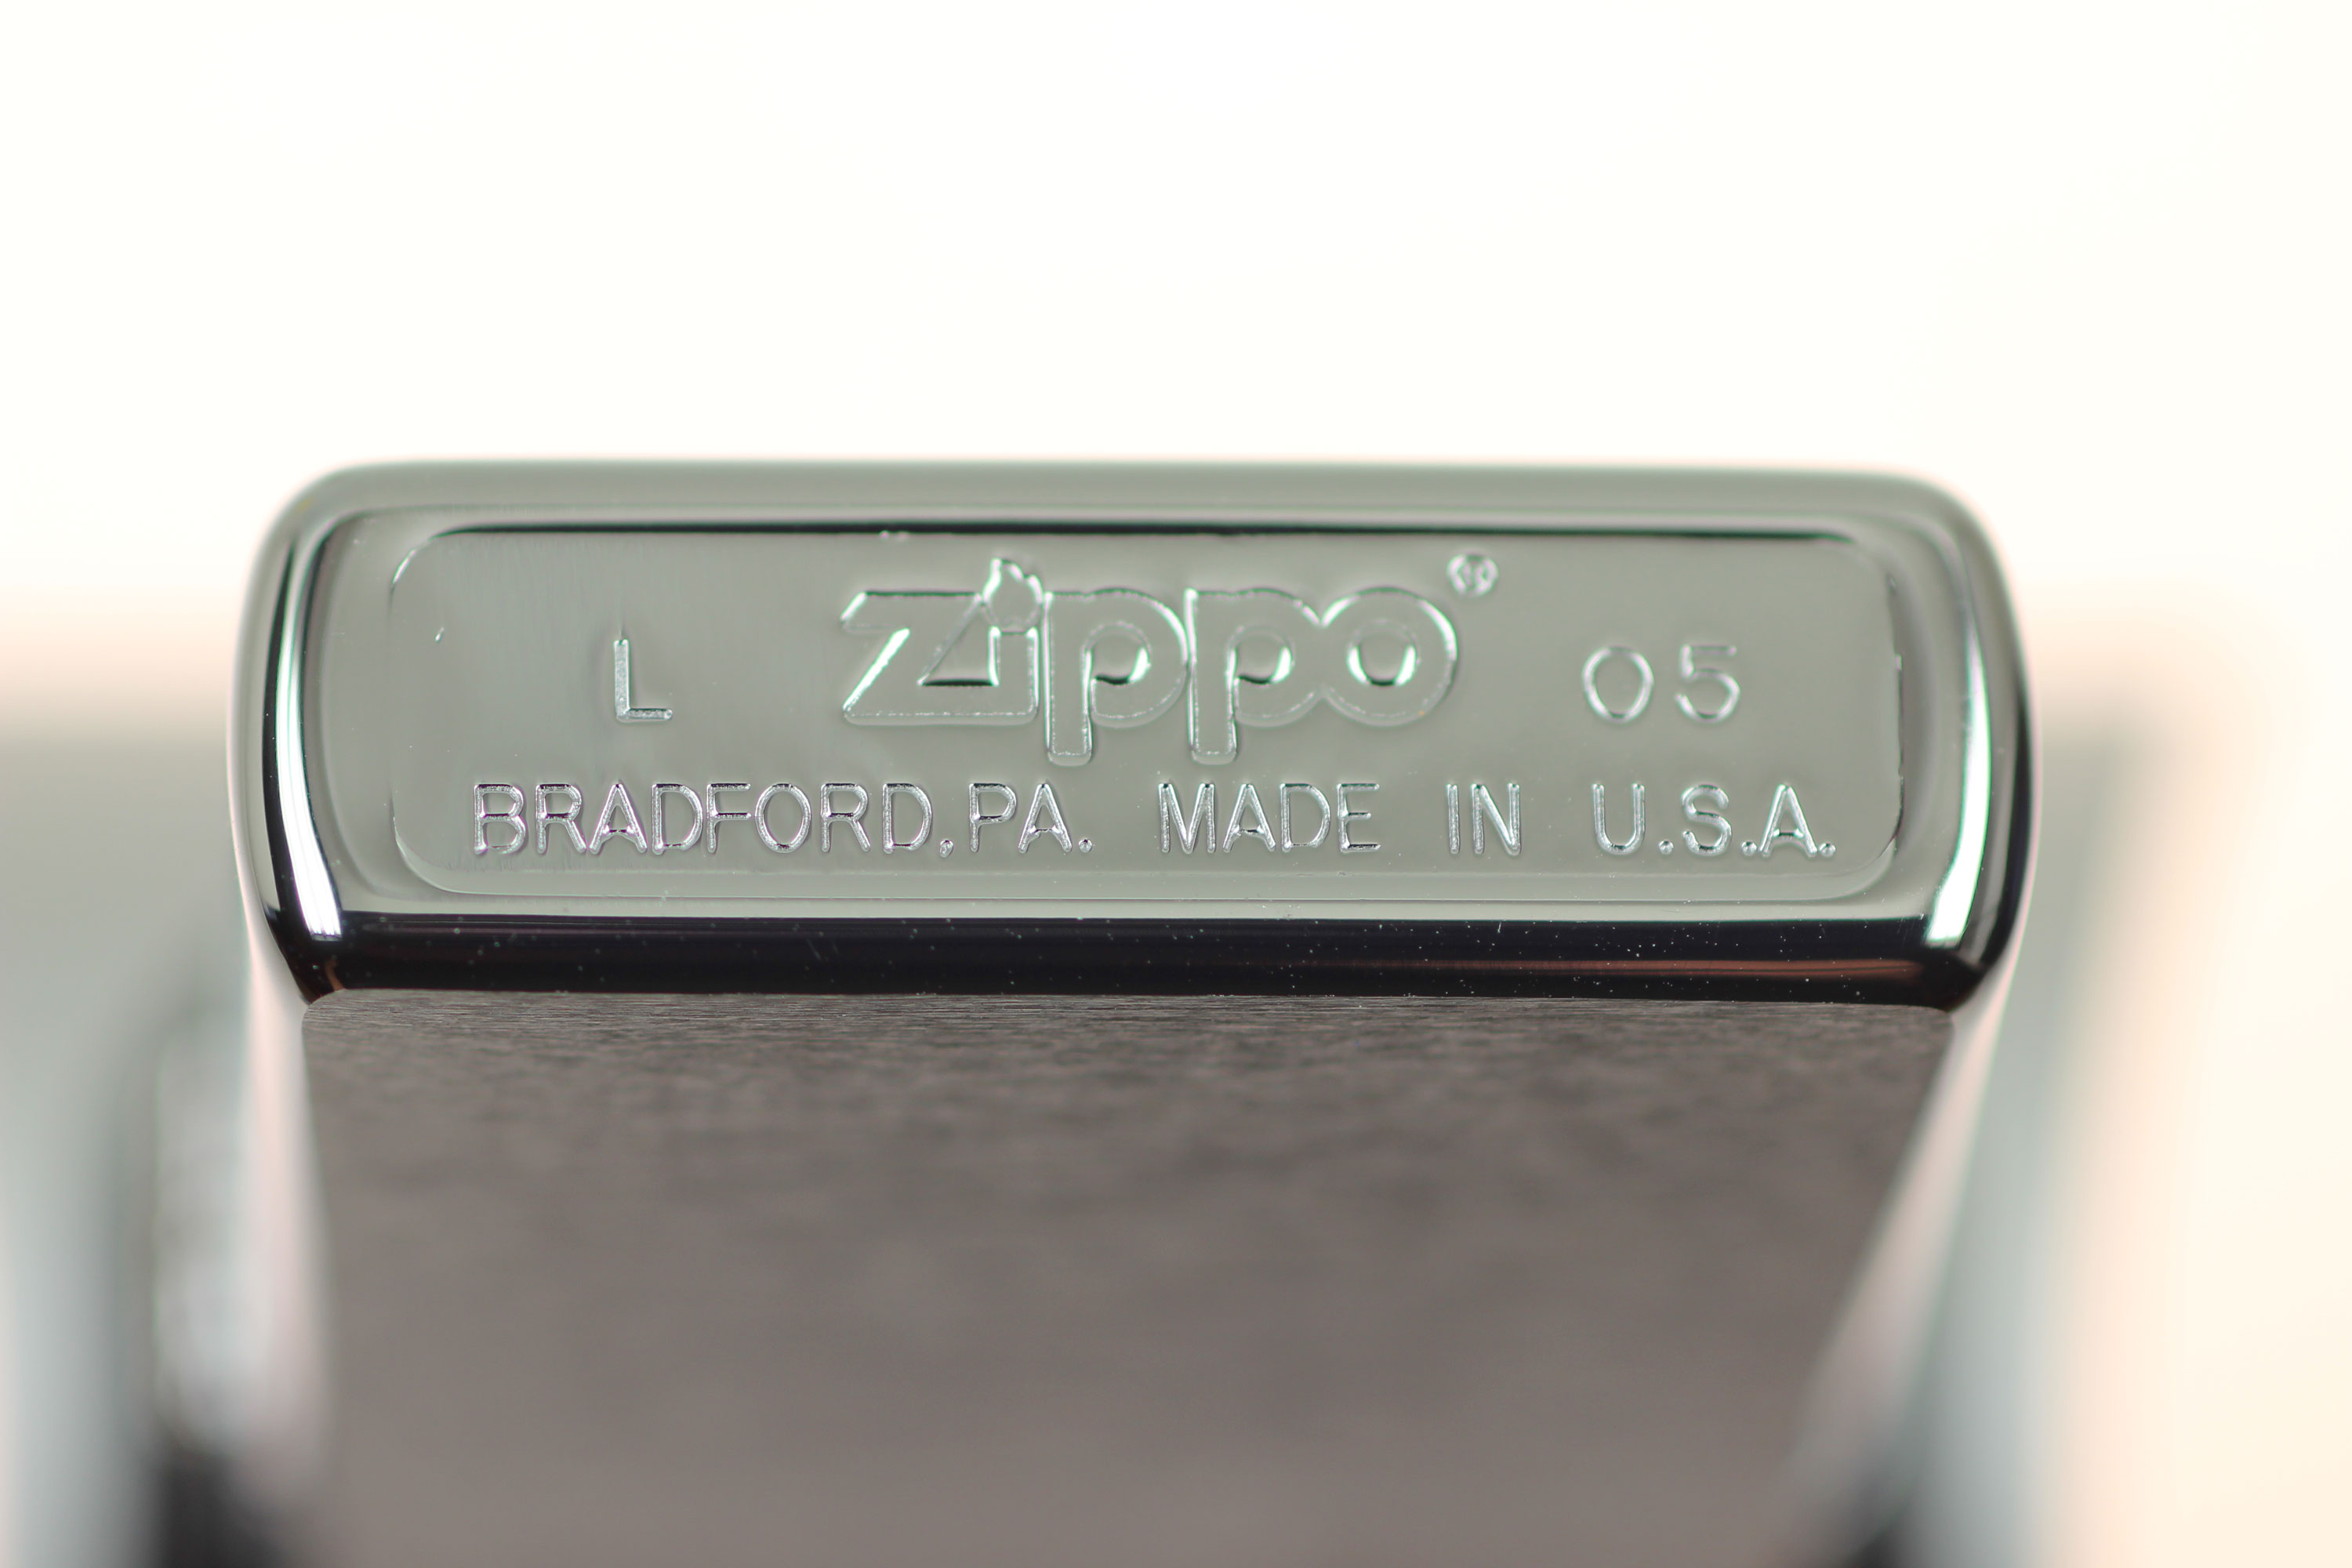 L Zippo® 05
BRADFORD, PA. MADE IN U.S.A.